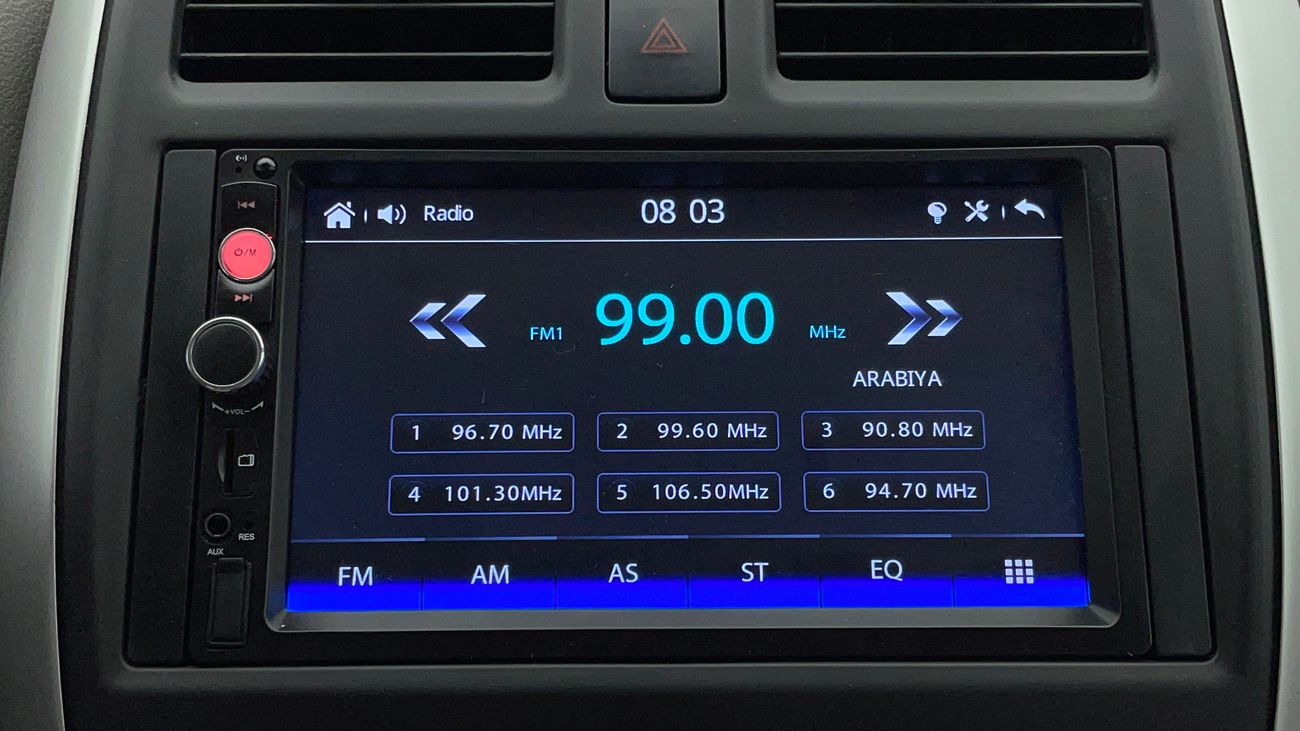 Radio 08 03
⏻/M
FM1 99.00 MHz
ARABIYA
+VOL-
1 96.70 MHz 2 99.60 MHz 3 90.80 MHz
4 101.30MHz 5 106.50MHz 6 94.70 MHz
RES
AUX
FM AM AS ST EQ